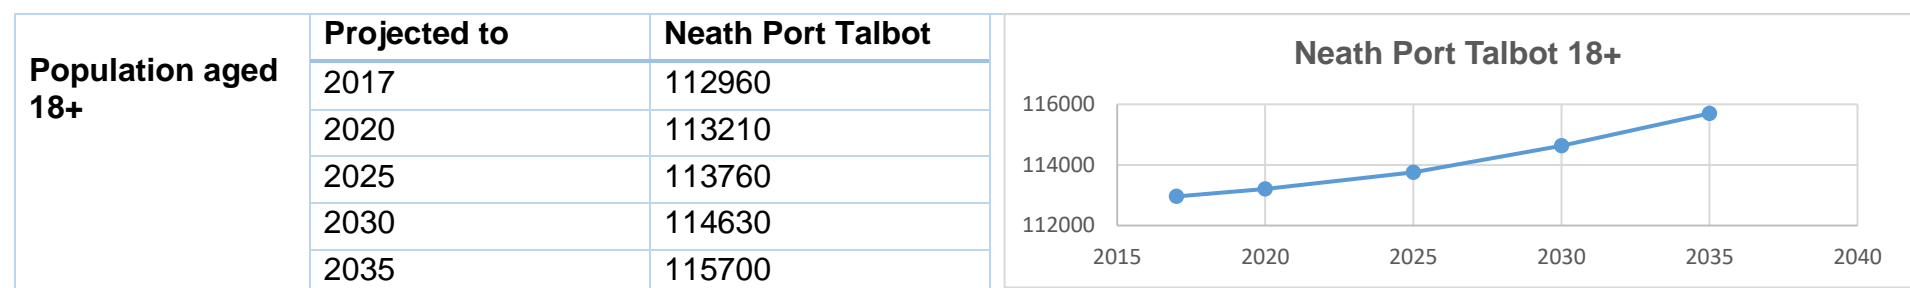 Population aged
18+
Projected to Neath Port Talbot
2017 112960
2020 113210
2025 113760
2030 114630
2035 115700
Neath Port Talbot 18+
116000
114000
112000
2015 2020 2025 2030 2035 2040